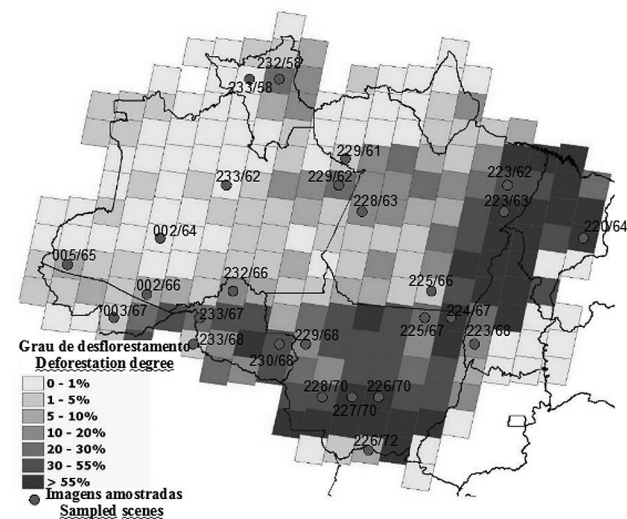 232/58
233/58
229/61
233/62
229/62
223/62
228/63
223/63
220/64
002/64
005/65
225/66
232/66
002/66
003/67
233/67
224/67
225/67
233/68
230/68
229/68
223/68
228/70
226/70
227/70
226/72
Grau de desflorestamento
Deforestation degree
0 - 1%
1 - 5%
5 - 10%
10 - 20%
20 - 30%
30 - 55%
> 55%
Imagens amostradas
Sampled scenes